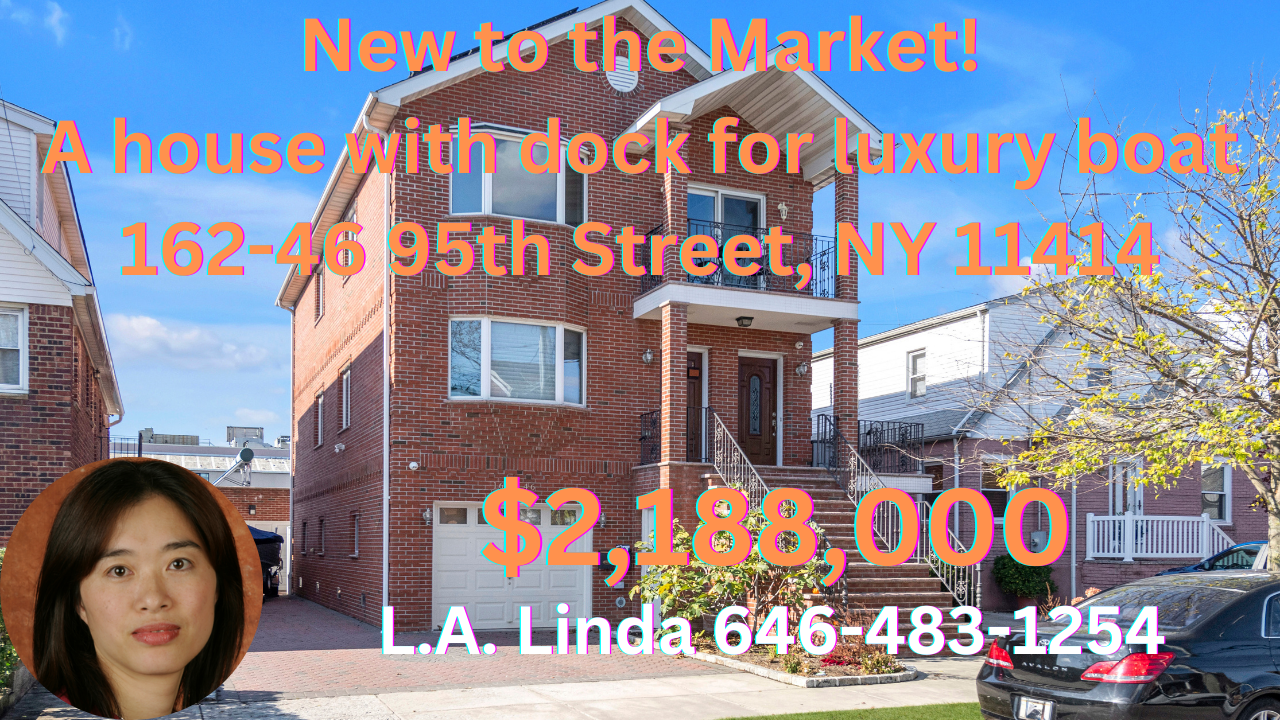 New to the Market!
A house with dock for luxury boat
162-46 95th Street, NY 11414
$2,188,000
L.A. Linda 646-483-1254
AVALON